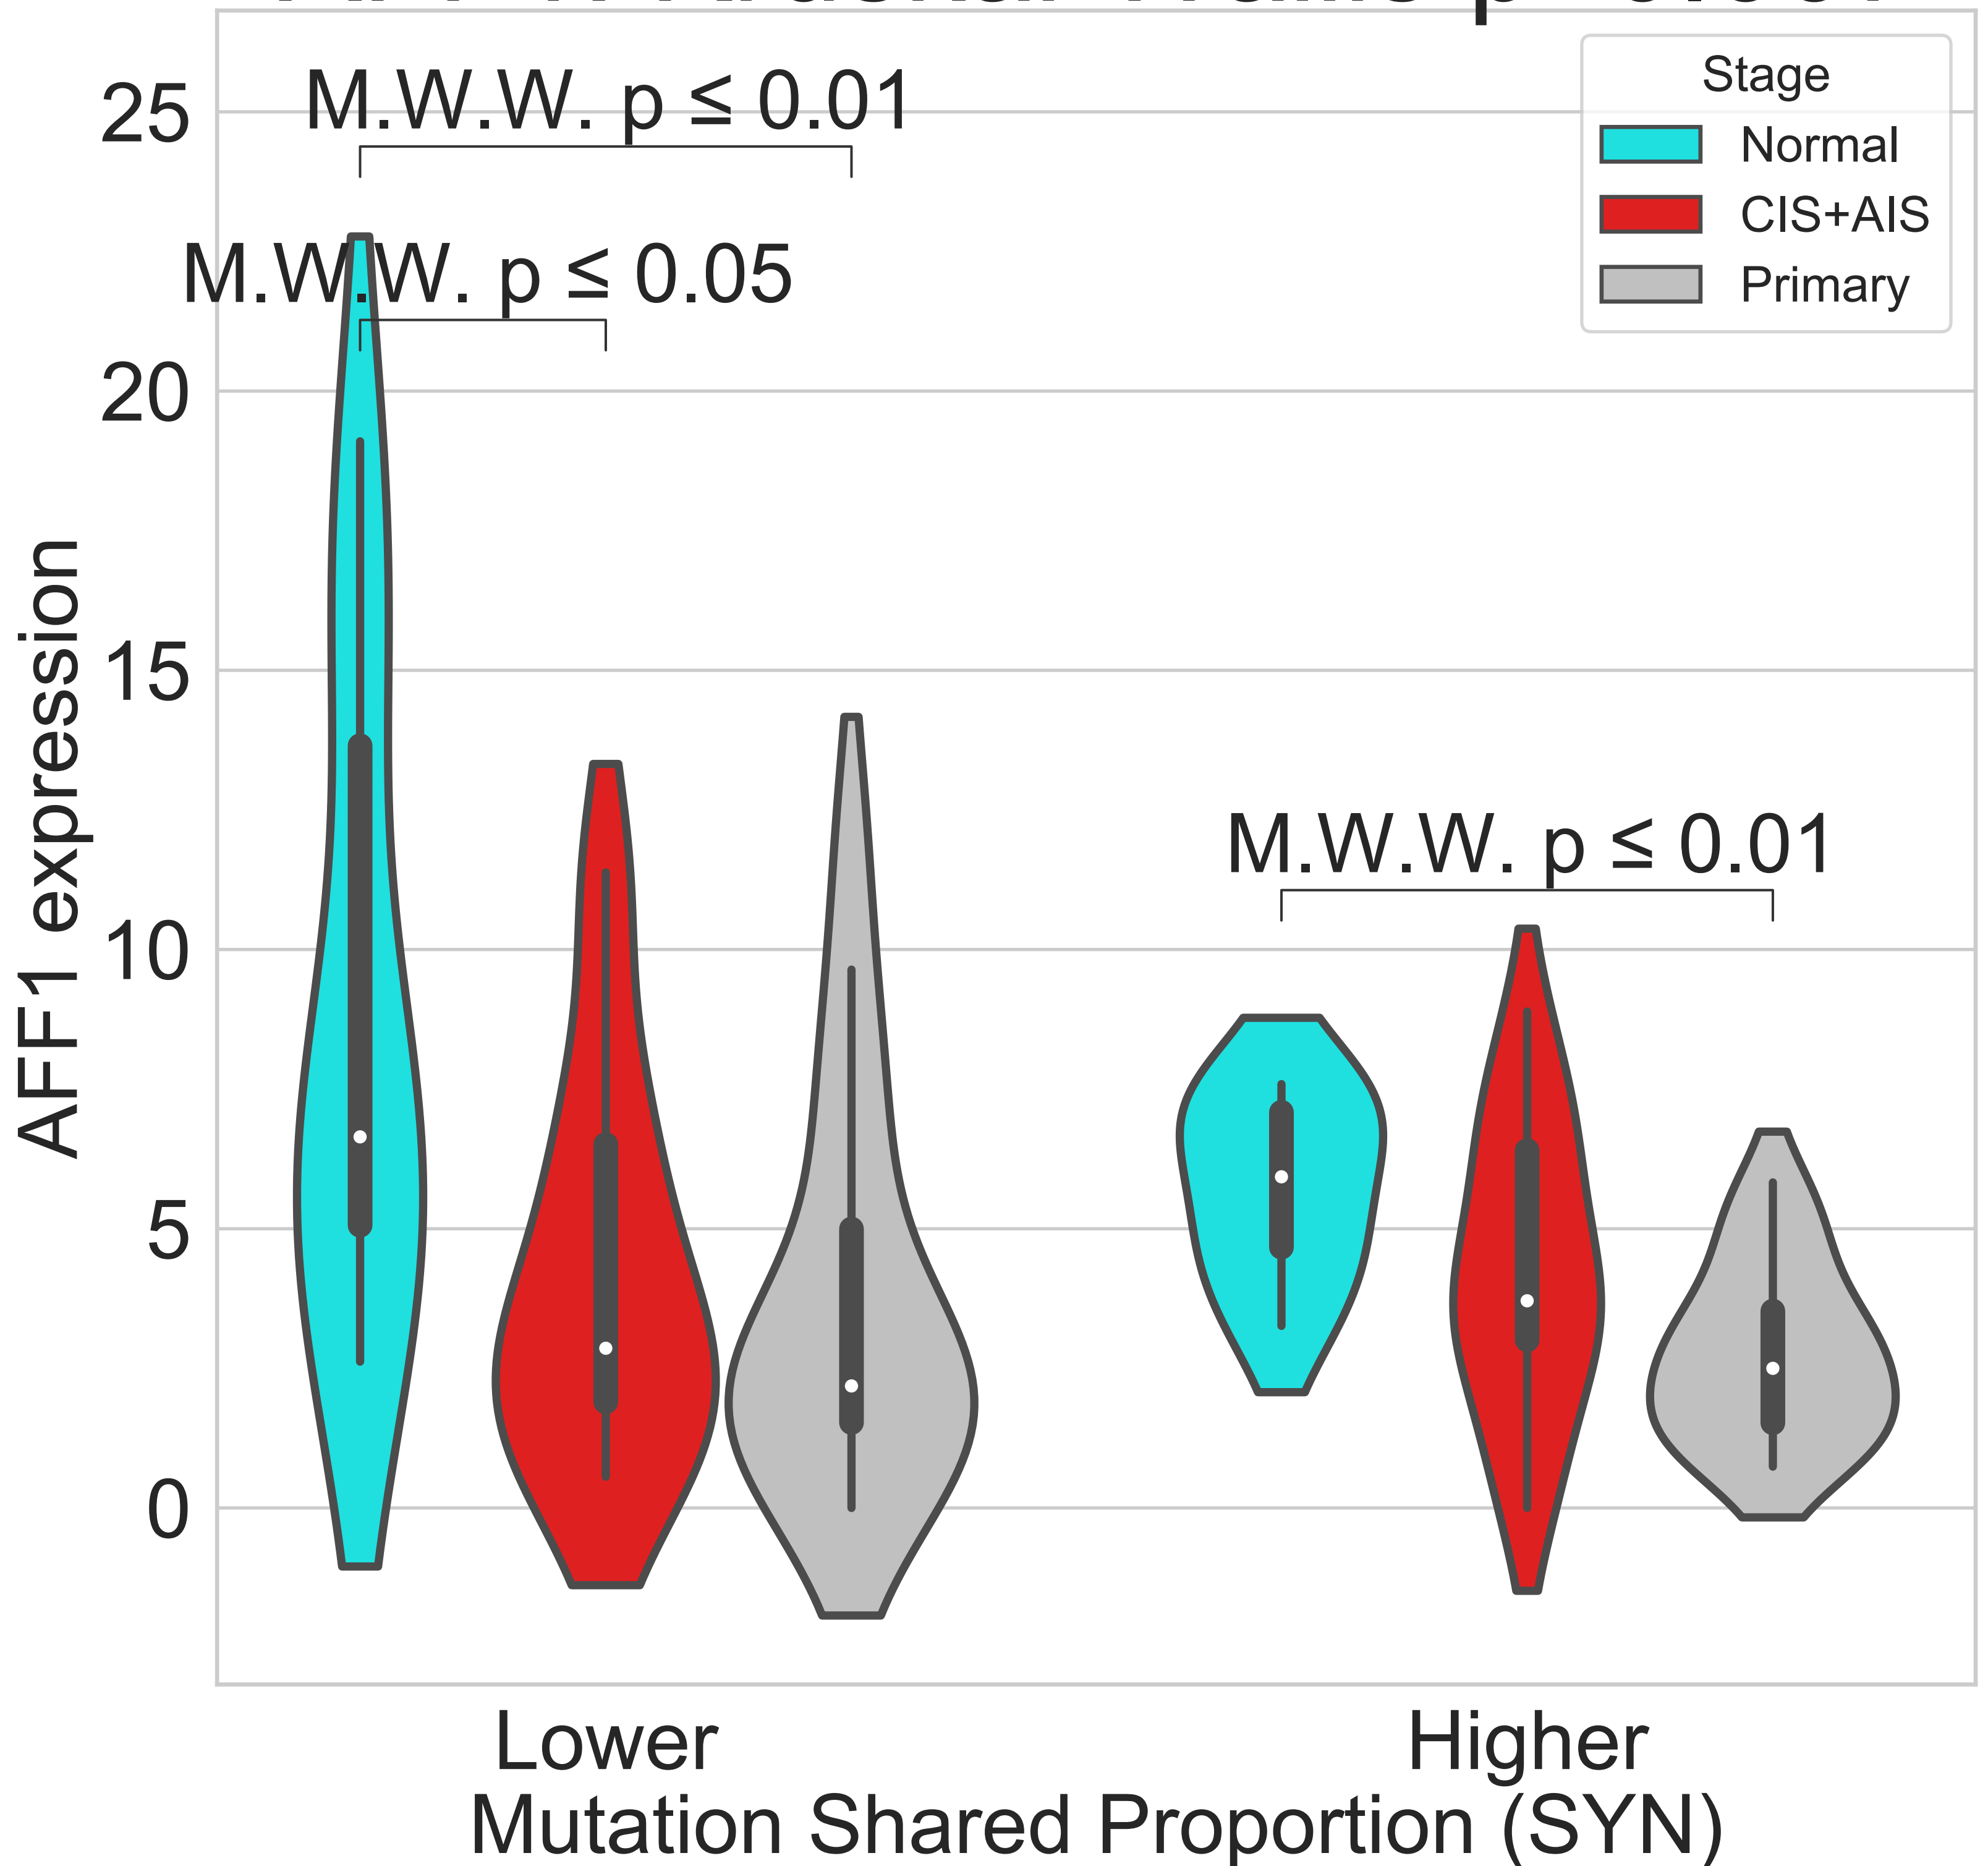 M.W.W. p ≤ 0.01
M.W.W. p ≤ 0.05
M.W.W. p ≤ 0.01
Stage
Normal
CIS+AIS
Primary
AFF1 expression
25
20
15
10
5
0
Lower
Higher
Mutation Shared Proportion (SYN)